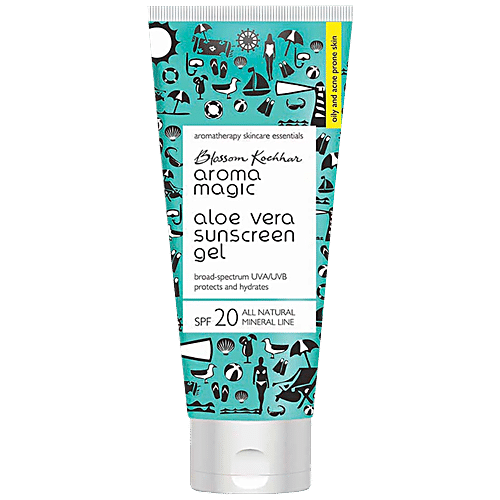 oily and acne prone skin
aromatherapy skincare essentials
Blossom Kochhar
aroma
magic
aloe vera
sunscreen
gel
broad-spectrum UVA/UVB
protects and hydrates
SPF 20 ALL NATURAL
MINERAL LINE